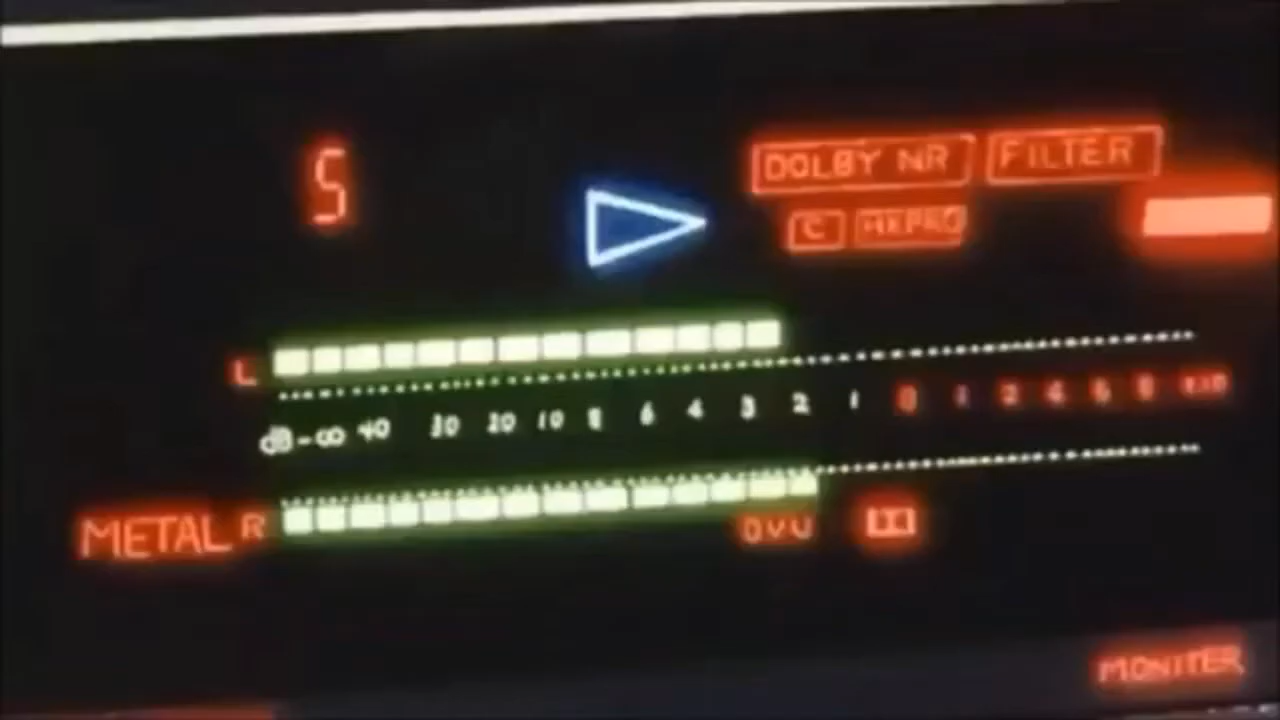 5
DOLBY NR FILTER
C HXPRO
L
dB -∞ 40 30 20 10 8 6 4 3 2 1 0 1 2 4 6 8
METAL R
0VU
MONITER